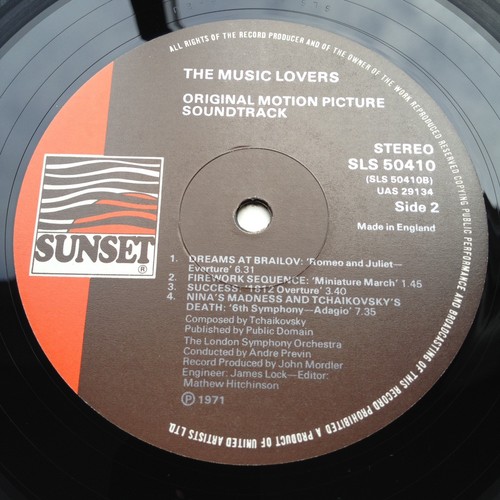 ALL RIGHTS OF THE RECORD PRODUCER AND OF THE OWNER OF THE WORK REPRODUCED RESERVED COPYING PUBLIC PERFORMANCE AND BROADCASTING OF THIS RECORD PROHIBITED A PRODUCT OF UNITED ARTISTS LTD.
THE MUSIC LOVERS
ORIGINAL MOTION PICTURE
SOUNDTRACK
STEREO
SLS 50410
(SLS 50410B)
UAS 29134
Side 2
Made in England
SUNSET®
1. DREAMS AT BRAILOV: 'Romeo and Juliet—
Overture' 6.31
2. FIREWORK SEQUENCE: 'Miniature March' 1.45
3. SUCCESS: '1812 Overture' 3.40
4. NINA'S MADNESS AND TCHAIKOVSKY'S
DEATH: '6th Symphony—Adagio' 7.35
Composed by Tchaikovsky
Published by Public Domain
The London Symphony Orchestra
Conducted by Andre Previn
Record Produced by John Mordler
Engineer: James Lock—Editor:
Mathew Hitchinson
℗ 1971